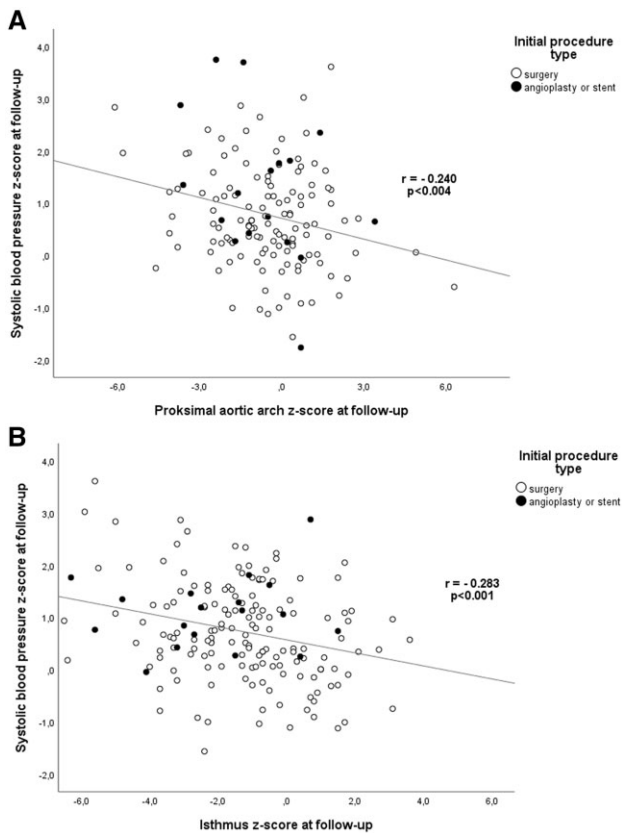 A
Initial procedure
type
surgery
angioplasty or stent
Systolic blood pressure z-score at follow-up
4,0
3,0
2,0
1,0
,0
-1,0
-2,0
r = - 0.240
p<0.004
-6,0 -3,0 ,0 3,0 6,0
Proksimal aortic arch z-score at follow-up
B
Initial procedure
type
surgery
angioplasty or stent
Systolic blood pressure z-score at follow-up
4,0
3,0
2,0
1,0
,0
-1,0
-2,0
r = - 0.283
p<0.001
-6,0 -4,0 -2,0 ,0 2,0 4,0 6,0
Isthmus z-score at follow-up